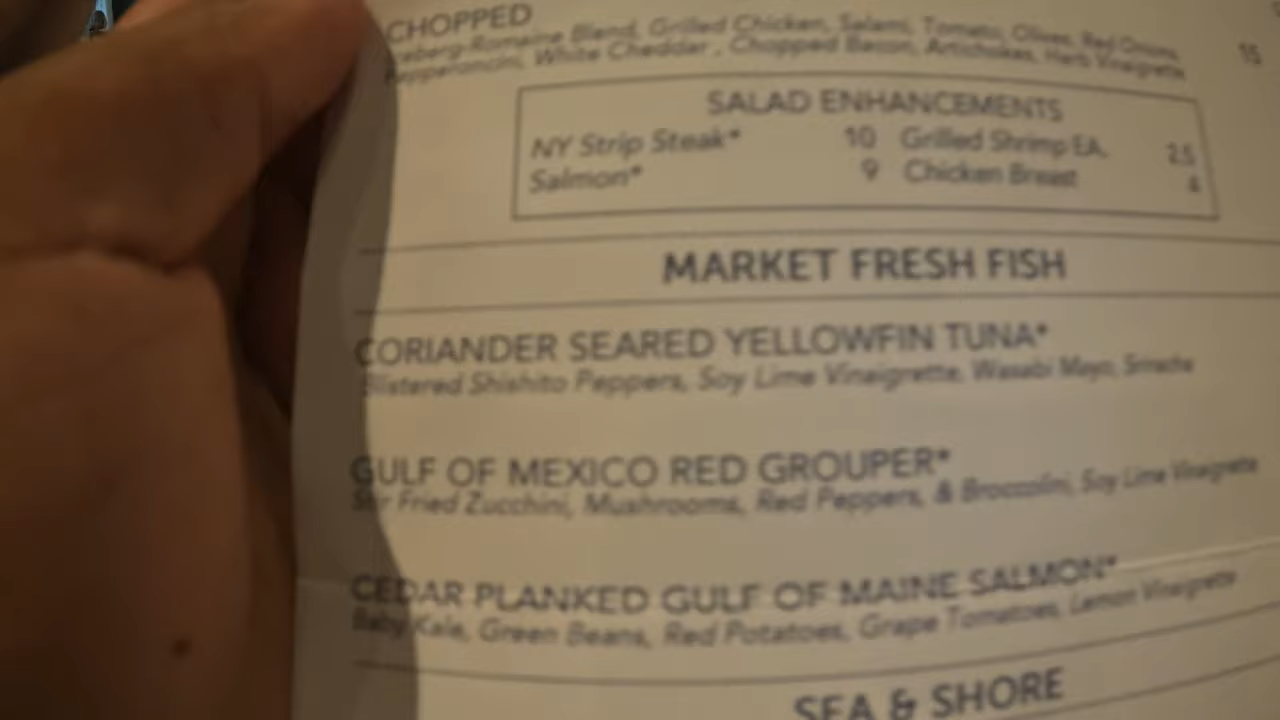 CHOPPED
Iceberg-Romaine Blend, Grilled Chicken, Salami, Tomato, Olives, Red Onions,
Pepperoncini, White Cheddar, Chopped Bacon, Artichokes, Herb Vinaigrette 15
SALAD ENHANCEMENTS
NY Strip Steak* 10 Grilled Shrimp EA. 2.5
Salmon* 9 Chicken Breast
MARKET FRESH FISH
CORIANDER SEARED YELLOWFIN TUNA*
Blistered Shishito Peppers, Soy Lime Vinaigrette, Wasabi Mayo, Sriracha
GULF OF MEXICO RED GROUPER*
Stir Fried Zucchini, Mushrooms, Red Peppers, & Broccolini, Soy Lime Vinaigrette
CEDAR PLANKED GULF OF MAINE SALMON*
Baby Kale, Green Beans, Red Potatoes, Grape Tomatoes, Lemon Vinaigrette
SEA & SHORE